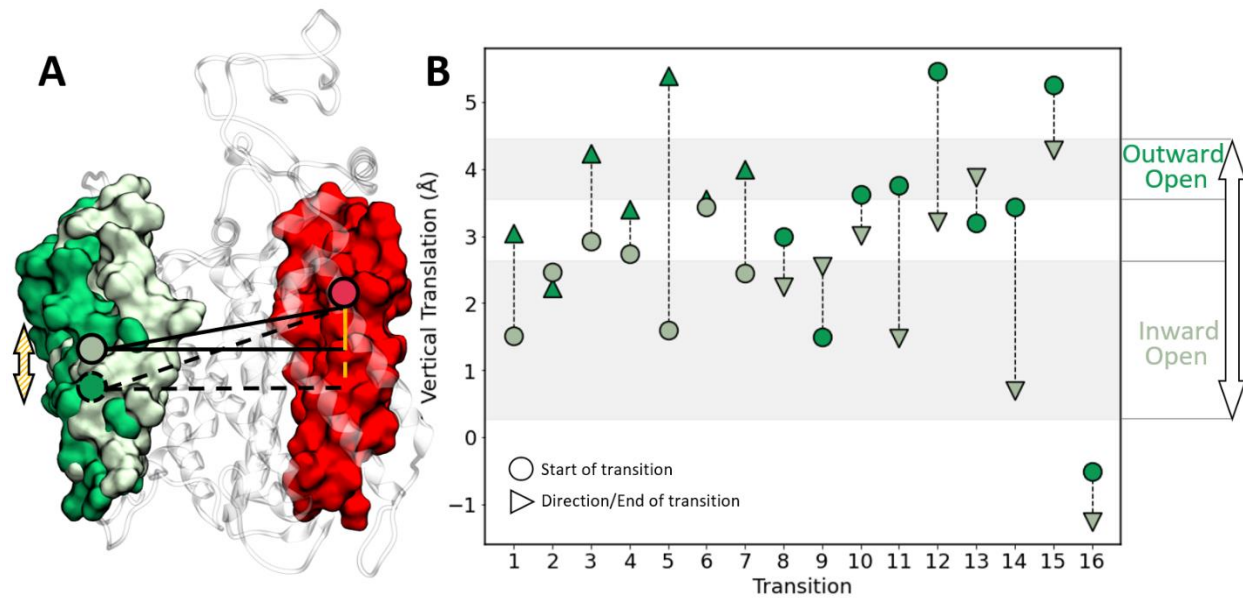 A
B
Vertical Translation (Å)
5
4
3
2
1
0
−1
Outward
Open
Inward
Open
Start of transition
Direction/End of transition
1 2 3 4 5 6 7 8 9 10 11 12 13 14 15 16
Transition